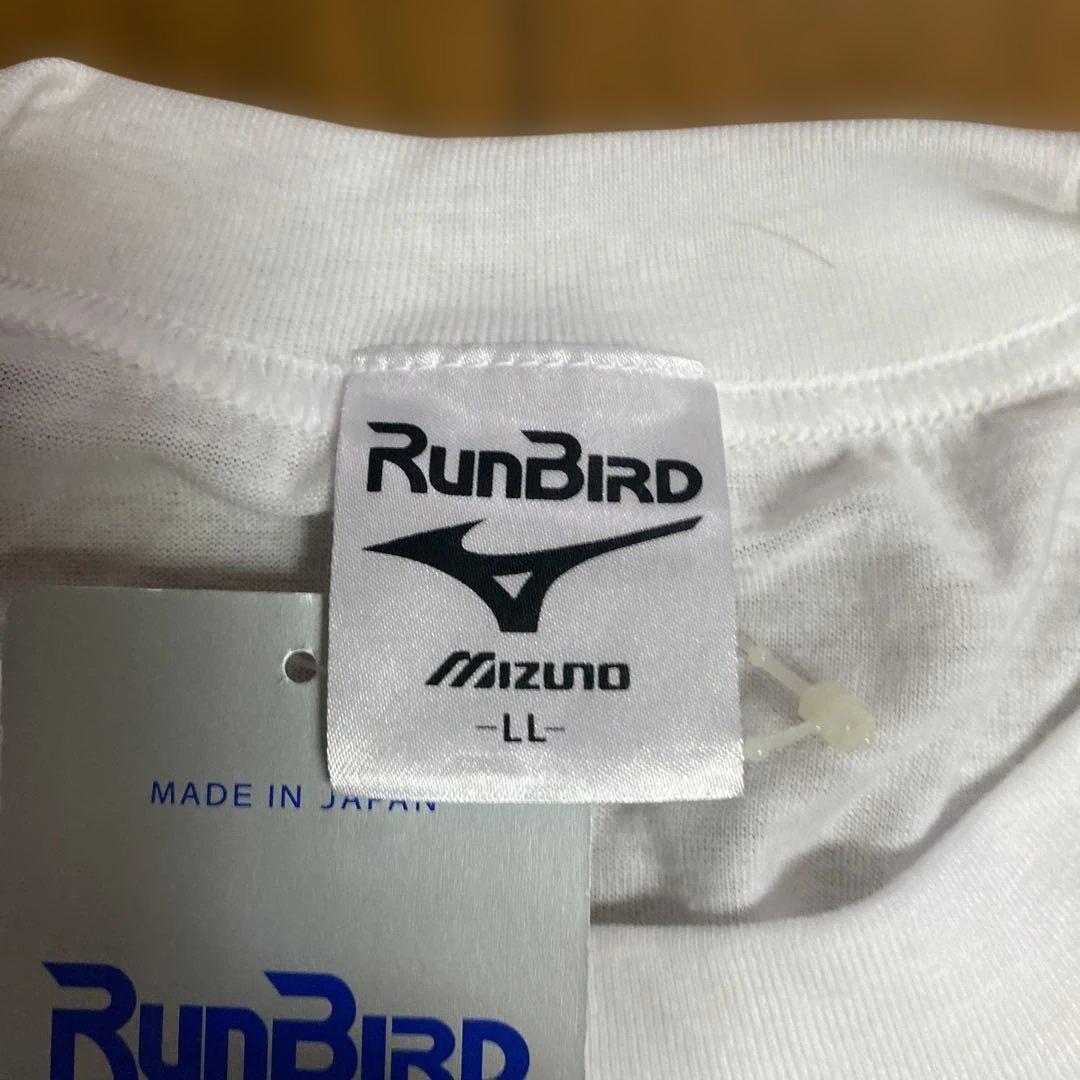 RUNBIRD
MIZUNO
-LL-
MADE IN JAPAN
RUNBIRD